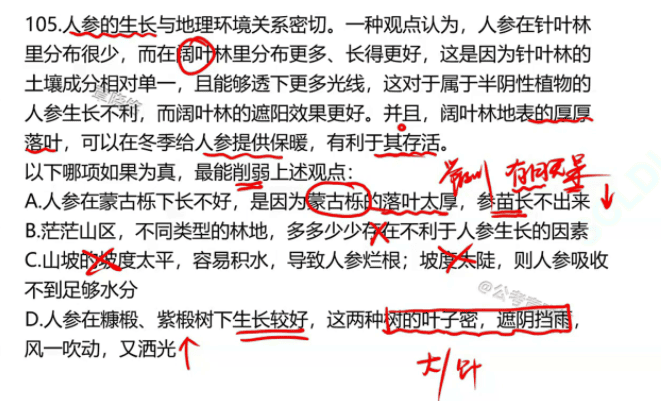 105.人参的生长与地理环境关系密切。一种观点认为，人参在针叶林
里分布很少，而在阔叶林里分布更多、长得更好，这是因为针叶林的
土壤成分相对单一，且能够透下更多光线，这对于属于半阴性植物的
人参生长不利，而阔叶林的遮阳效果更好。并且，阔叶林地表的厚厚
落叶，可以在冬季给人参提供保暖，有利于其存活。
以下哪项如果为真，最能削弱上述观点：
A.人参在蒙古栎下长不好，是因为蒙古栎的落叶太厚，参苗长不出来
B.茫茫山区，不同类型的林地，多多少少存在不利于人参生长的因素
C.山坡的坡度太平，容易积水，导致人参烂根；坡度太陡，则人参吸收
不到足够水分
D.人参在糠椴、紫椴树下生长较好，这两种树的叶子密，遮阴挡雨，
风一吹动，又洒光